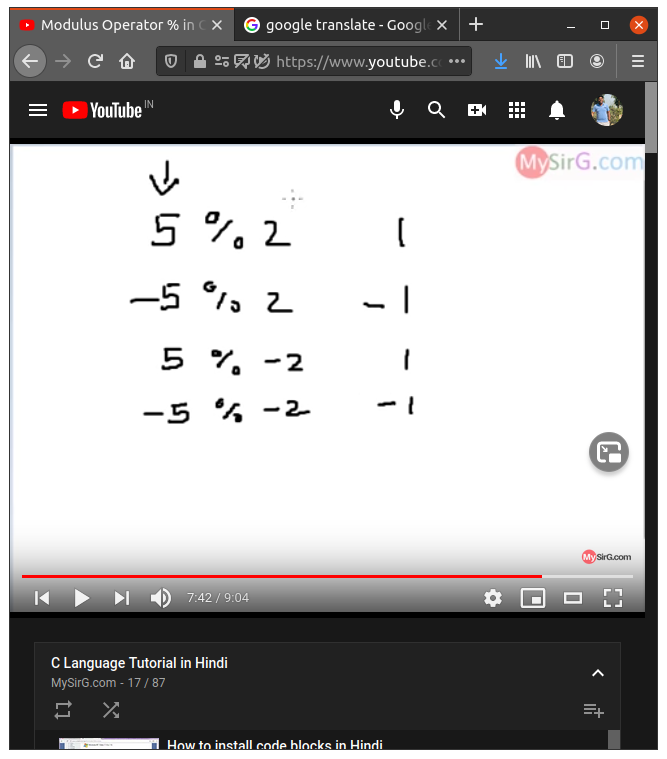 Modulus Operator % in C
google translate - Google
https://www.youtube.c
YouTube IN
MySirG.com
5 % 2 1
-5 % 2 -1
5 % -2 1
-5 % -2 -1
MySirG.com
7:42 / 9:04
C Language Tutorial in Hindi
MySirG.com - 17 / 87
How to install code blocks in Hindi